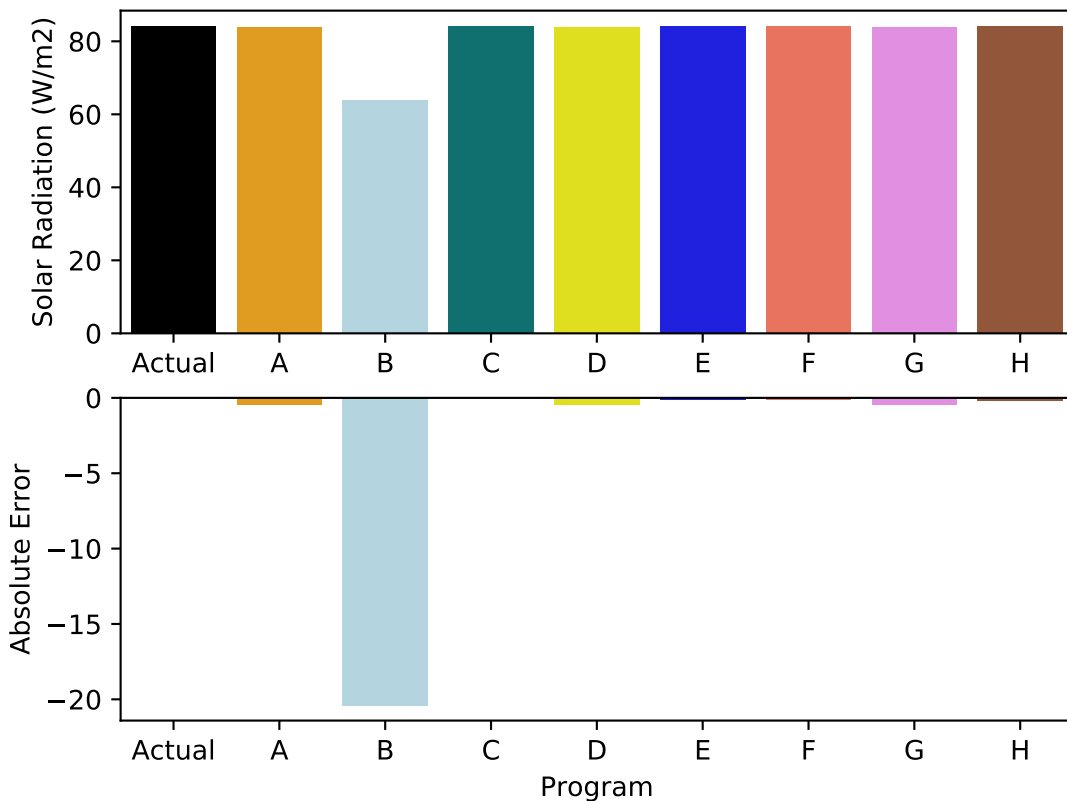 Solar Radiation (W/m2)
80
60
40
20
0
Actual A B C D E F G H
Absolute Error
0
−5
−10
−15
−20
Actual A B C D E F G H
Program